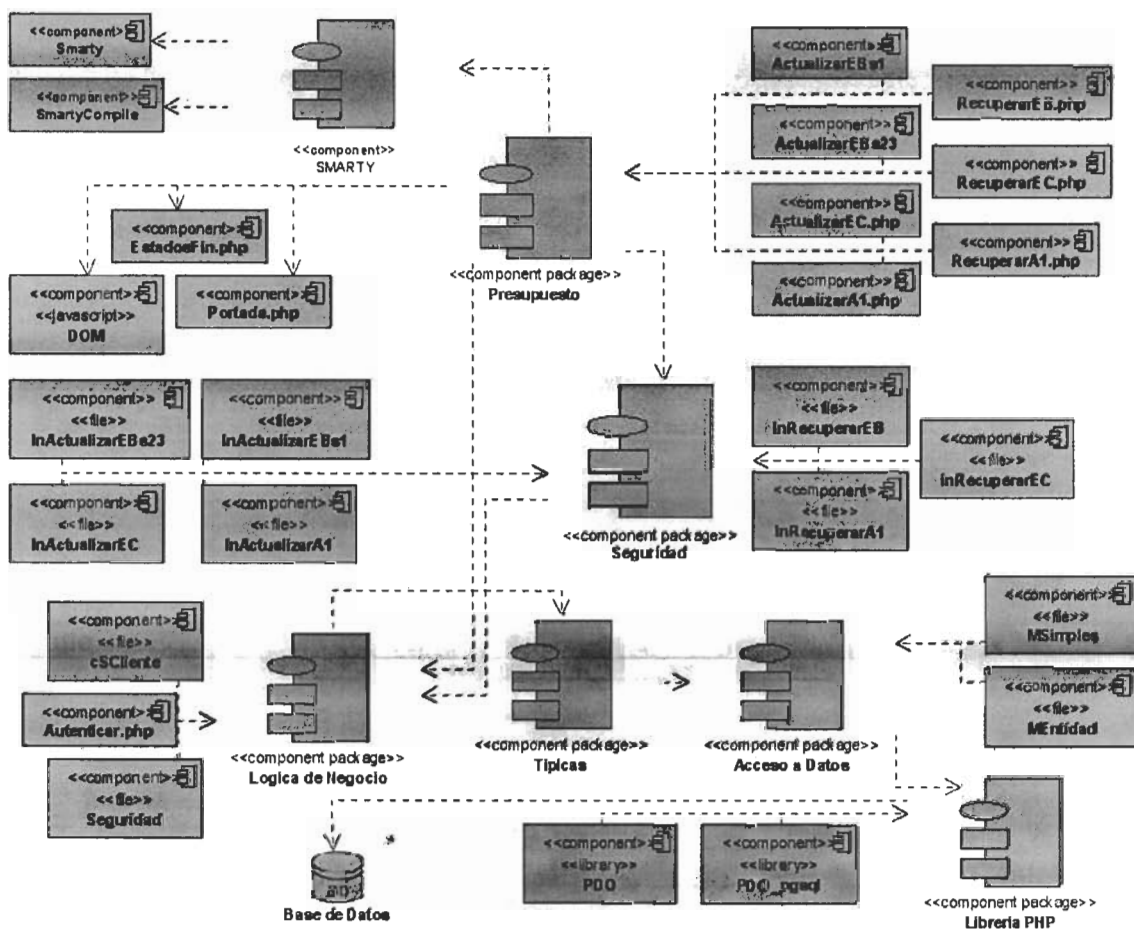 <<component>>
Smarty
<<component>>
SmartyCompile
<<component>>
SMARTY
<<component>>
EstadosFin.php
<<component>>
<<javascript>>
DOM
<<component>>
Portada.php
<<component package>>
Presupuesto
<<component>>
ActualizarEBs1
<<component>>
RecuperarEB.php
<<component>>
ActualizarEBs23
<<component>>
RecuperarEC.php
<<component>>
ActualizarEC.php
<<component>>
RecuperarA1.php
<<component>>
ActualizarA1.php
<<component>>
<<file>>
InActualizarEBs23
<<component>>
<<file>>
InActualizarEBs1
<<component>>
<<file>>
InActualizarEC
<<component>>
<<file>>
InActualizarA1
<<component package>>
Seguridad
<<component>>
<<file>>
InRecuperarEB
<<component>>
<<file>>
InRecuperarEC
<<component>>
<<file>>
InRecuperarA1
<<component>>
<<file>>
cSCliente
<<component>>
Autenticar.php
<<component>>
<<file>>
Seguridad
<<component package>>
Logica de Negocio
<<component package>>
Tipicas
<<component package>>
Acceso a Datos
<<component>>
<<file>>
MSimples
<<component>>
<<file>>
MEntidad
BD
Base de Datos
<<component>>
<<library>>
PDO
<<component>>
<<library>>
PDO_pgsql
<<component package>>
Libreria PHP